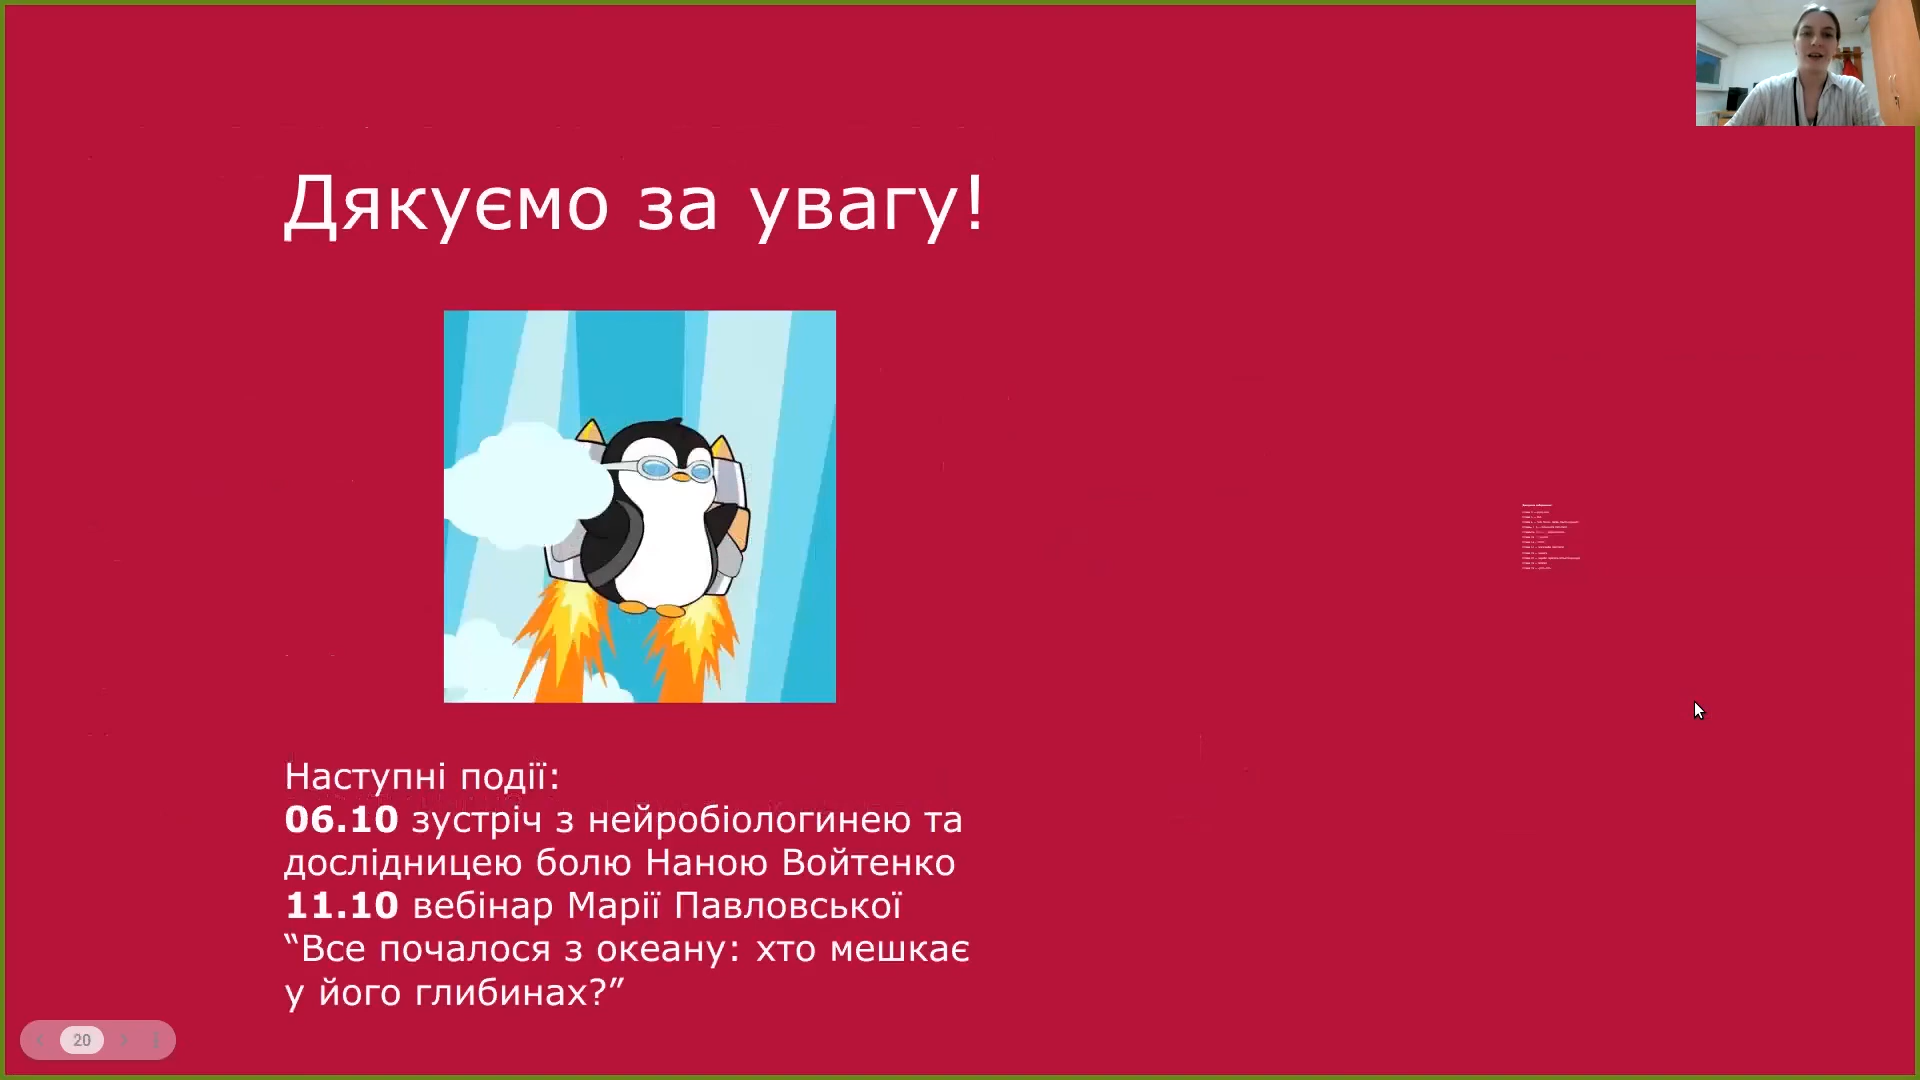 Дякуємо за увагу!
Наступні події:
06.10 зустріч з нейробіологинею та
дослідницею болю Наною Войтенко
11.10 вебінар Марії Павловської
“Все почалося з океану: хто мешкає
у його глибинах?”
20